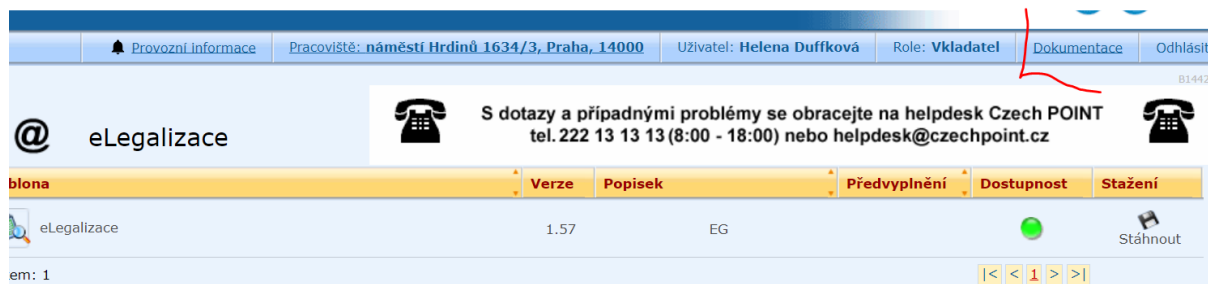 Provozní informace Pracoviště: náměstí Hrdinů 1634/3, Praha, 14000 Uživatel: Helena Duffková Role: Vkladatel Dokumentace Odhlásit
B1442
S dotazy a případnými problémy se obracejte na helpdesk Czech POINT
tel. 222 13 13 13 (8:00 - 18:00) nebo helpdesk@czechpoint.cz
@ eLegalizace
blona Verze Popisek Předvyplnění Dostupnost Stažení
eLegalizace 1.57 EG
Stáhnout
em: 1 |< < 1 > >|